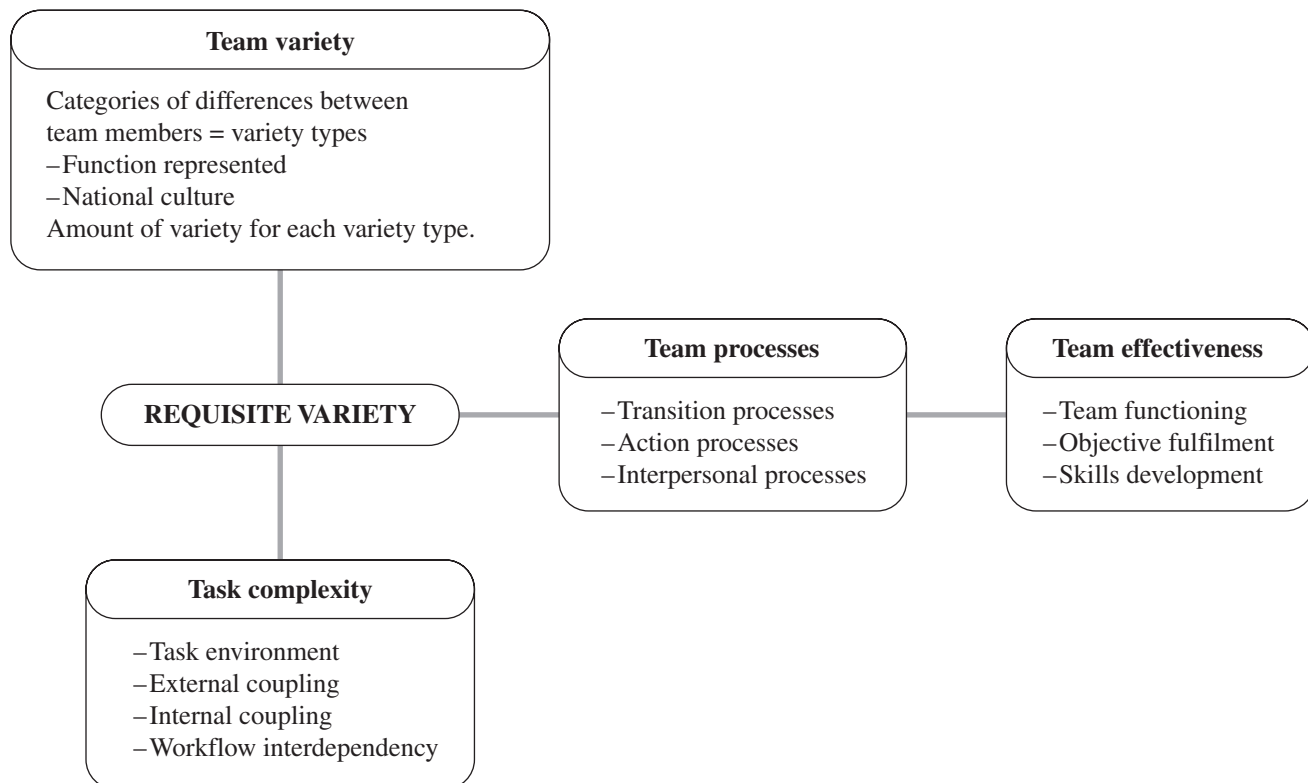 Team variety
Categories of differences between
team members = variety types
–Function represented
–National culture
Amount of variety for each variety type.
REQUISITE VARIETY
Team processes
–Transition processes
–Action processes
–Interpersonal processes
Team effectiveness
–Team functioning
–Objective fulfilment
–Skills development
Task complexity
–Task environment
–External coupling
–Internal coupling
–Workflow interdependency